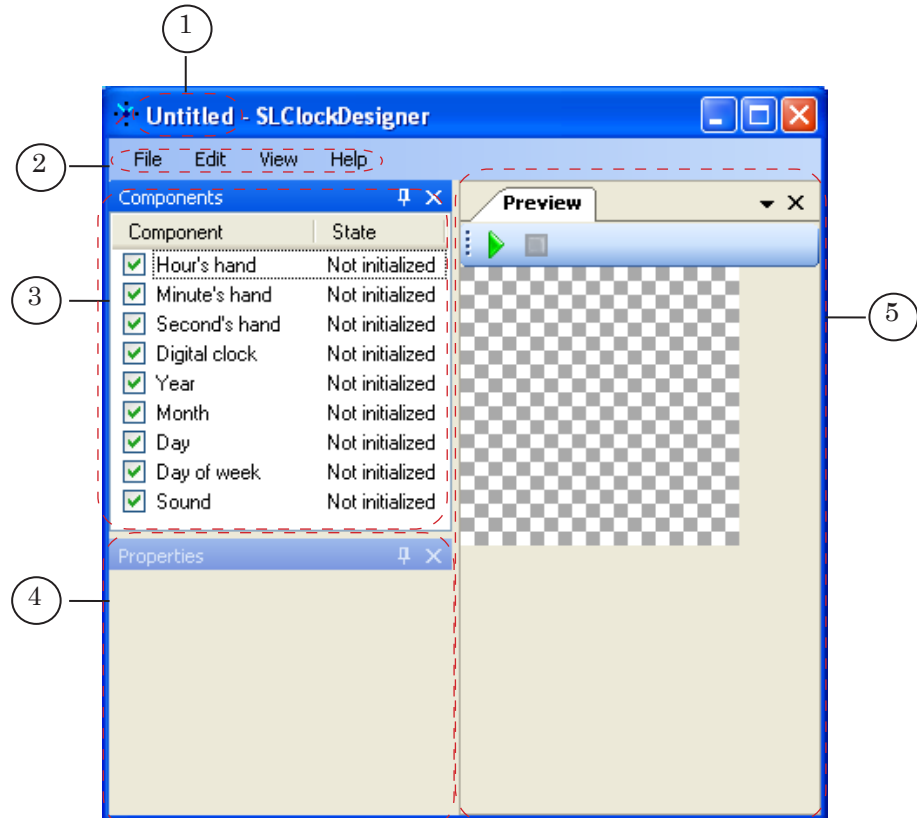 1
Untitled - SLClockDesigner
2
File Edit View Help
Components
Preview
Component State
Hour's hand Not initialized
3
Minute's hand Not initialized
5
Second's hand Not initialized
Digital clock Not initialized
Year Not initialized
Month Not initialized
Day Not initialized
Day of week Not initialized
Sound Not initialized
Properties
4